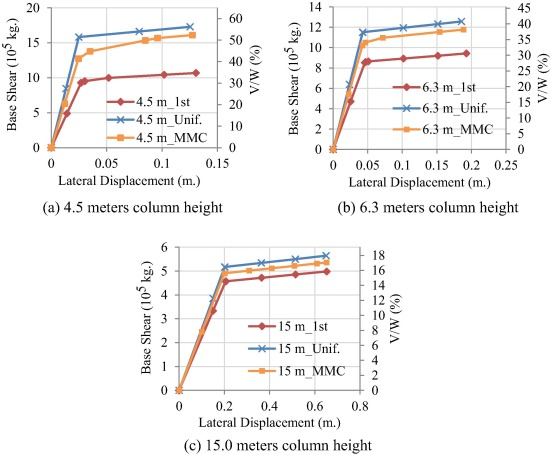 20
15
10
5
0
60
50
40
30
20
10
0
0
0.05
0.1
0.15
Base Shear (10⁵ kg.)
V/W (%)
4.5 m_1st
4.5 m_Unif.
4.5 m_MMC
Lateral Displacement (m.)
(a) 4.5 meters column height
14
12
10
8
6
4
2
0
40
30
20
10
0
0
0.05
0.1
0.15
0.2
0.25
Base Shear (10⁵ kg.)
V/W (%)
6.3 m_1st
6.3 m_Unif.
6.3 m_MMC
Lateral Displacement (m.)
(b) 6.3 meters column height
6
5
4
3
2
1
0
18
16
14
12
10
8
6
4
2
0
0
0.2
0.4
0.6
0.8
Base Shear (10⁵ kg.)
V/W (%)
15 m_1st
15 m_Unif.
15 m_MMC
Lateral Displacement (m.)
(c) 15.0 meters column height